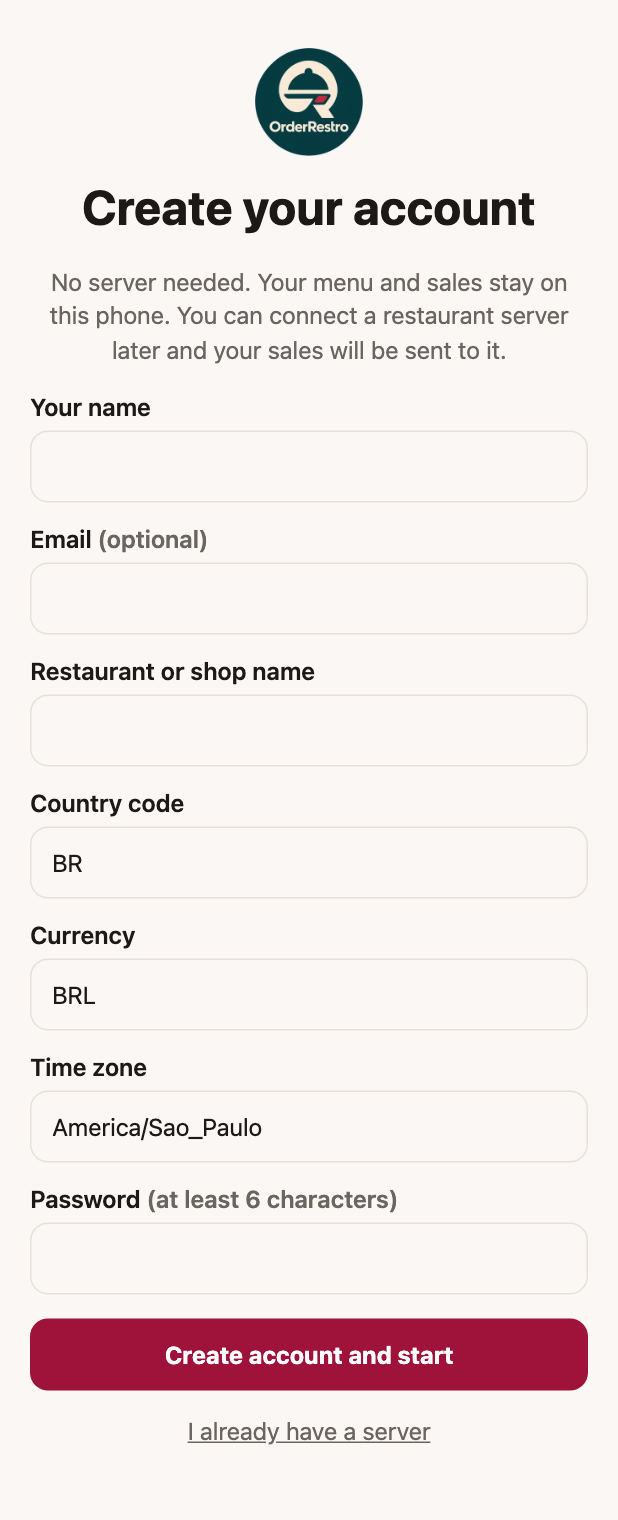 OrderRestro
Create your account
No server needed. Your menu and sales stay on
this phone. You can connect a restaurant server
later and your sales will be sent to it.
Your name
Email (optional)
Restaurant or shop name
Country code
BR
Currency
BRL
Time zone
America/Sao_Paulo
Password (at least 6 characters)
Create account and start
I already have a server